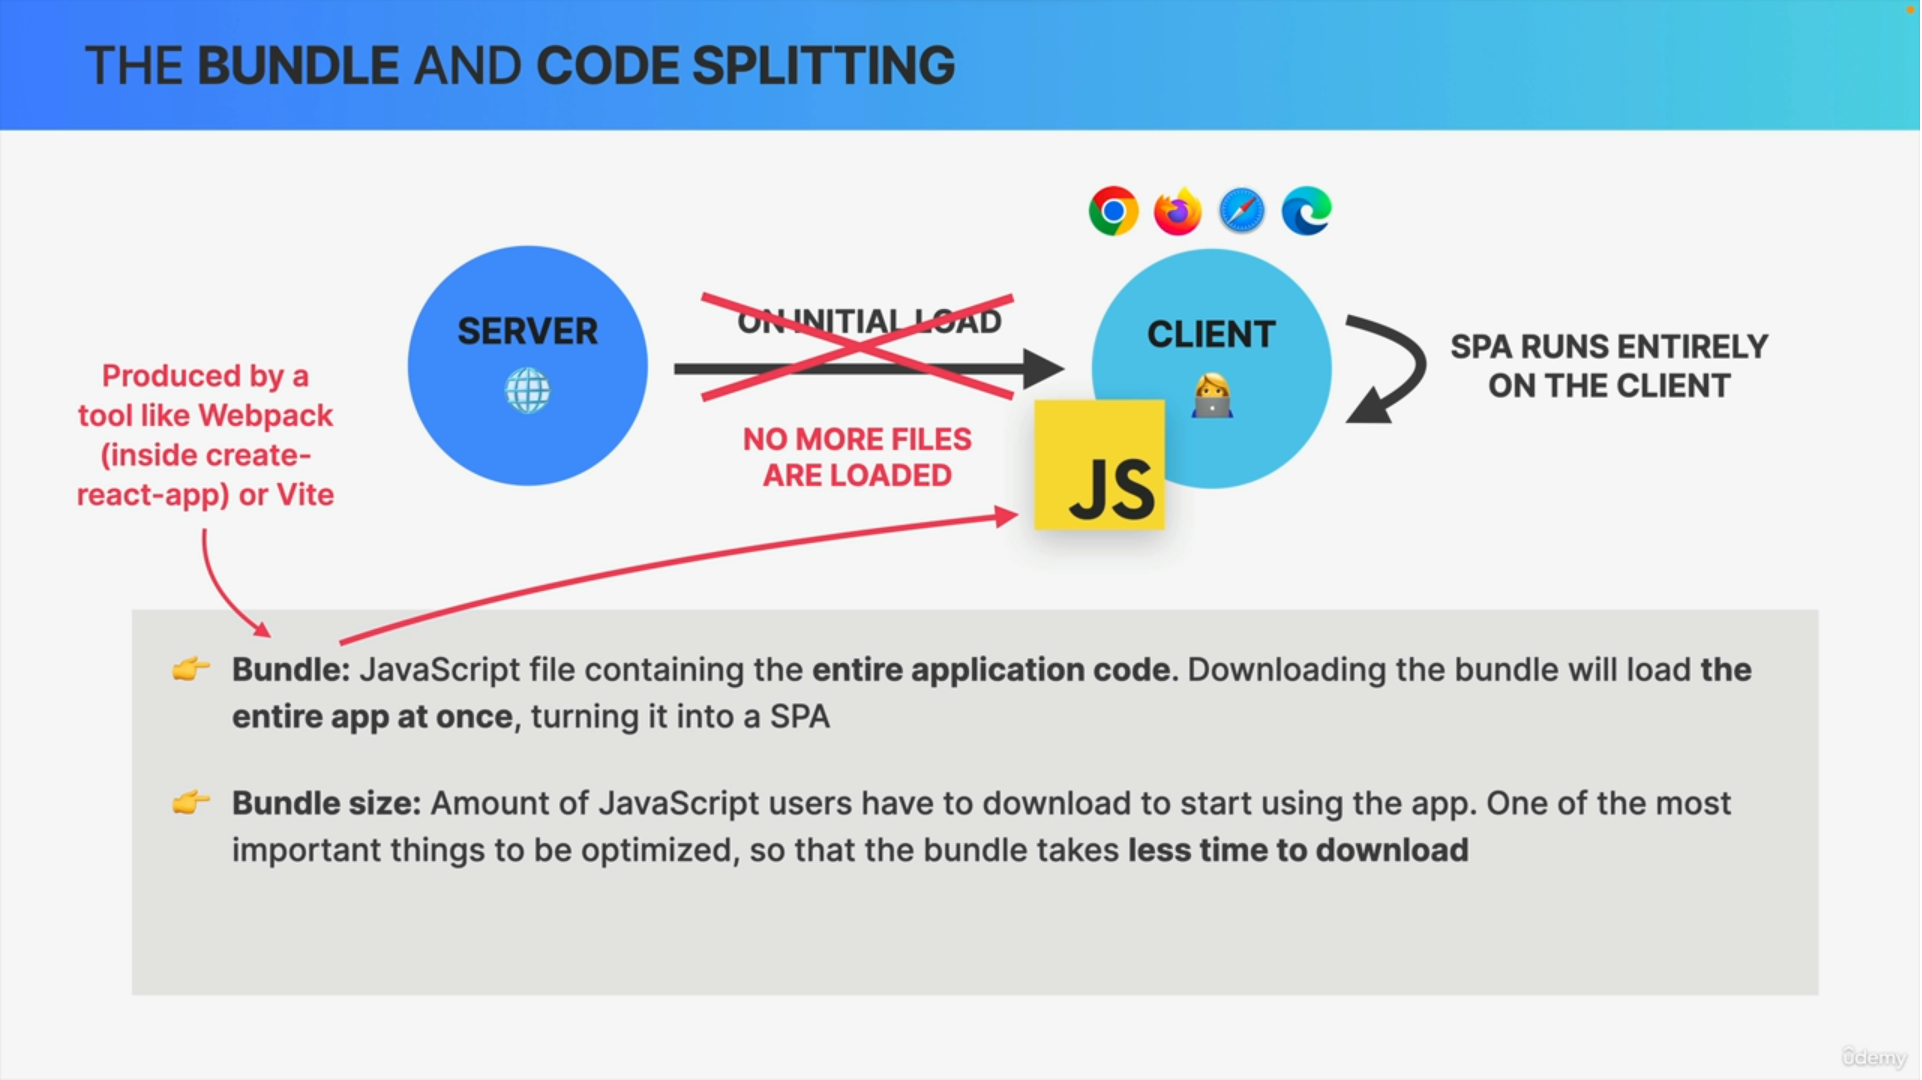 THE BUNDLE AND CODE SPLITTING
SERVER
ON INITIAL LOAD
CLIENT
SPA RUNS ENTIRELY
ON THE CLIENT
Produced by a
tool like Webpack
(inside create-
react-app) or Vite
NO MORE FILES
ARE LOADED
JS
👉 Bundle: JavaScript file containing the entire application code. Downloading the bundle will load the
entire app at once, turning it into a SPA
👉 Bundle size: Amount of JavaScript users have to download to start using the app. One of the most
important things to be optimized, so that the bundle takes less time to download
ûdemy